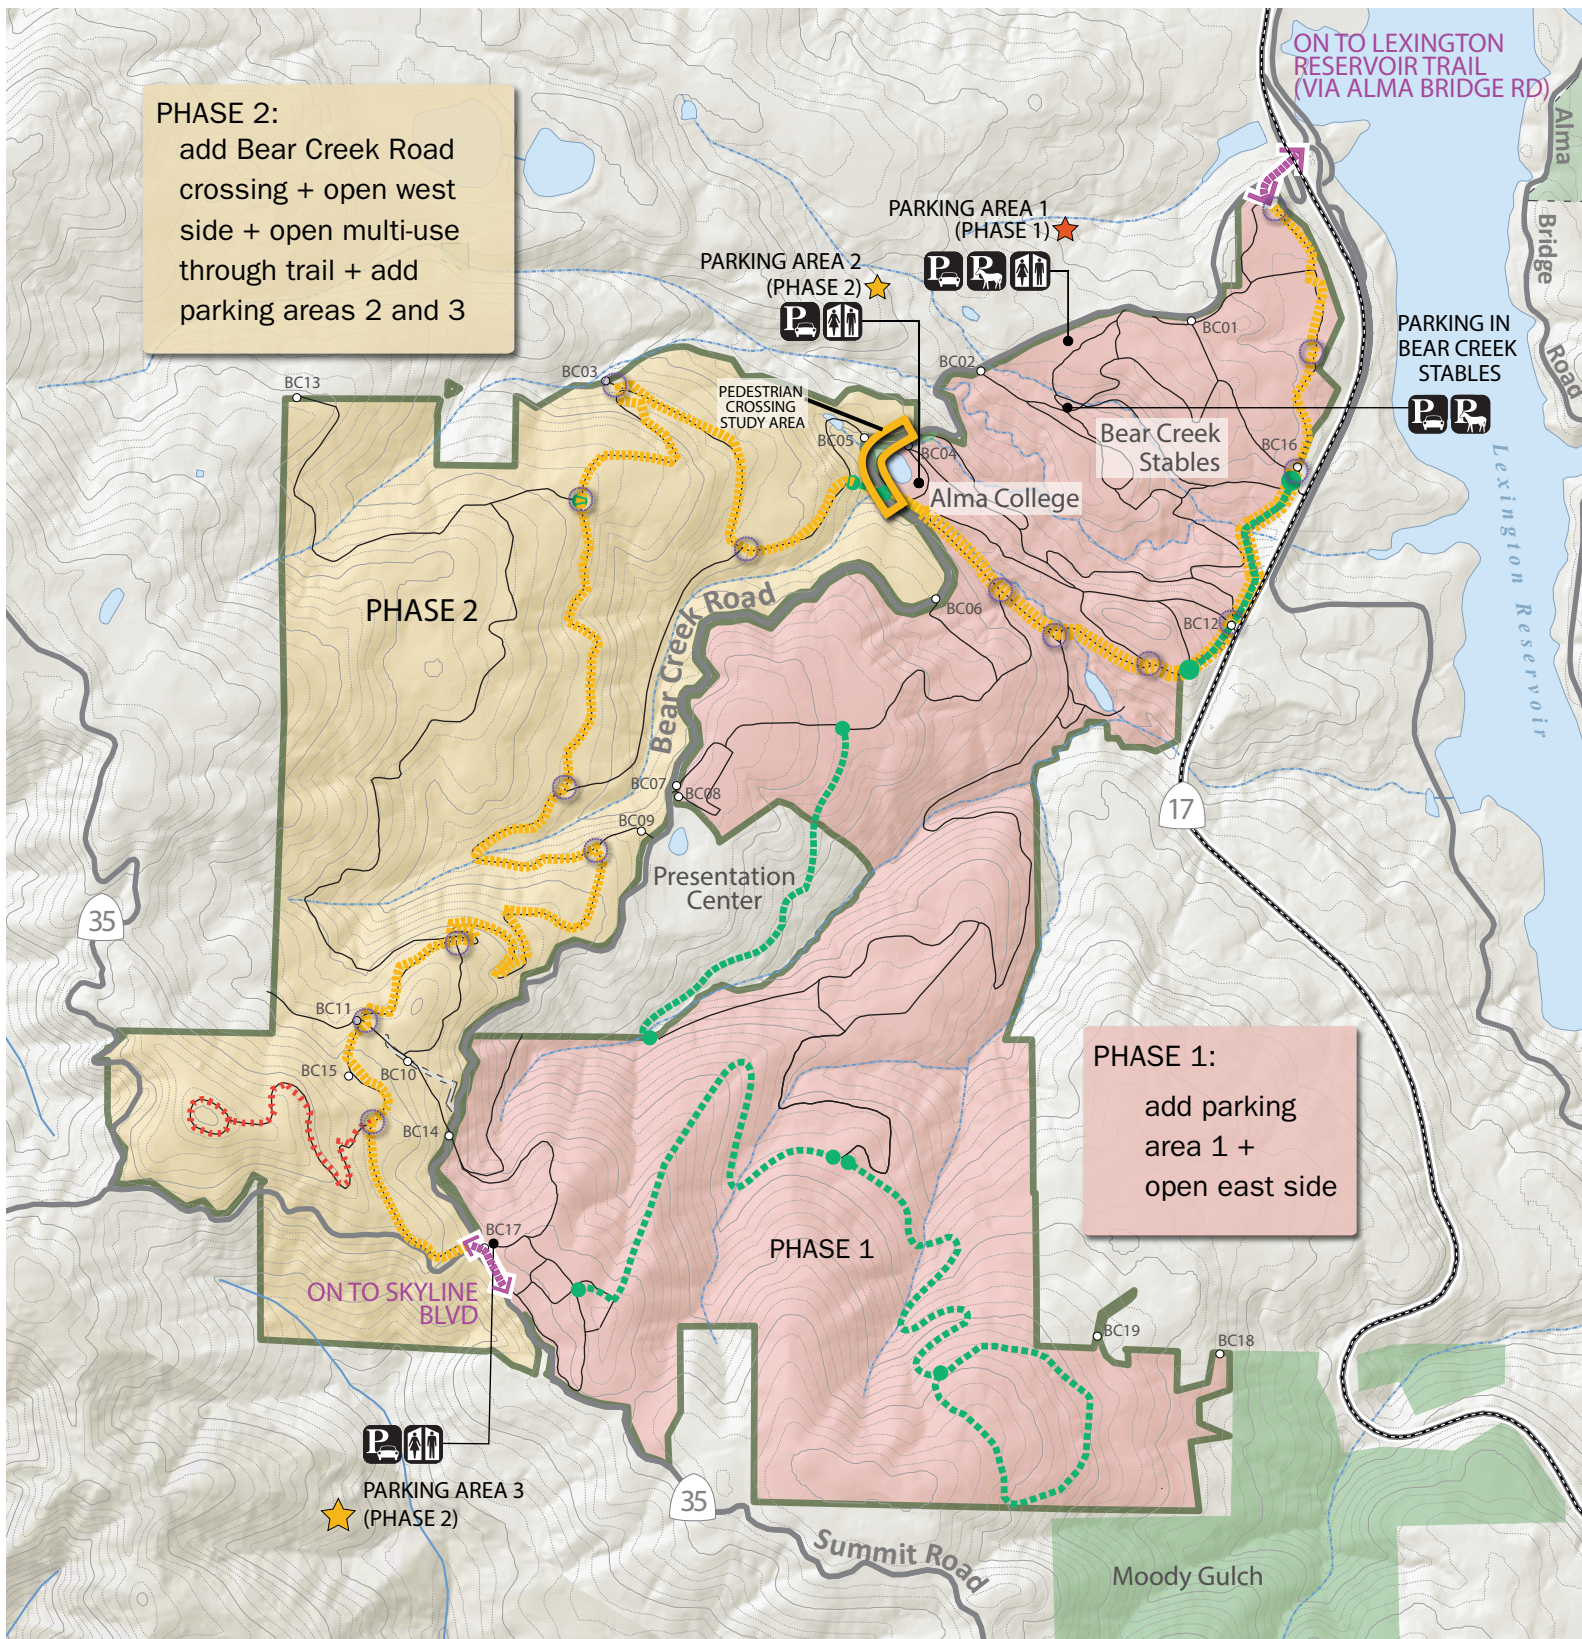 ON TO LEXINGTON
RESERVOIR TRAIL
(VIA ALMA BRIDGE RD)
Alma
Bridge
Road
PHASE 2:
add Bear Creek Road
crossing + open west
side + open multi-use
through trail + add
parking areas 2 and 3
PARKING AREA 1
(PHASE 1)
P
P
PARKING AREA 2
(PHASE 2)
P
BC01
BC02
PARKING IN
BEAR CREEK
STABLES
P
P
BC03
BC13
PEDESTRIAN
CROSSING
STUDY AREA
BC05
BC04
Bear Creek
Stables
BC16
Alma College
Lexington Reservoir
PHASE 2
Bear Creek Road
BC06
BC12
BC07
BC08
BC09
17
Presentation
Center
35
BC11
BC15
BC10
BC14
PHASE 1:
add parking
area 1 +
open east side
BC17
PHASE 1
ON TO SKYLINE
BLVD
BC19
BC18
P
PARKING AREA 3
(PHASE 2)
35
Summit Road
Moody Gulch